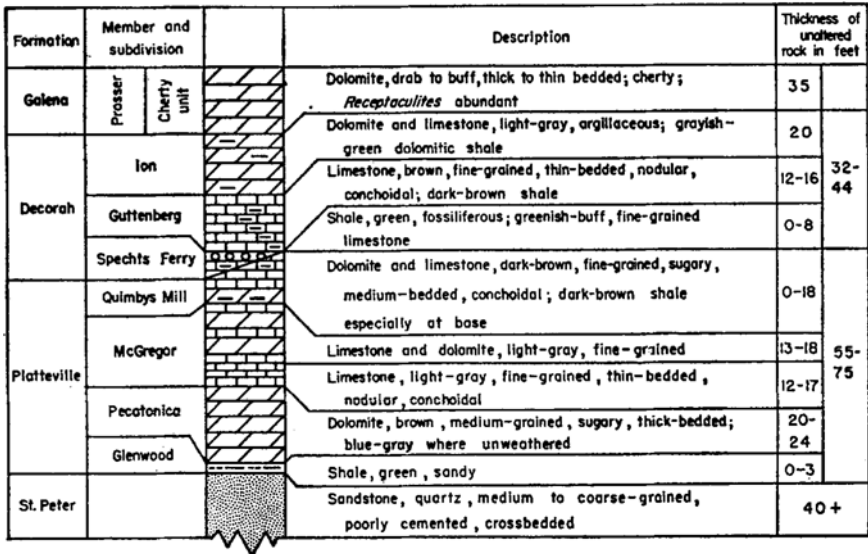 Formation
Member and
subdivision
Description
Thickness of
unaltered
rock in feet
Galena
Prosser
Cherty
unit
Dolomite, drab to buff, thick to thin bedded; cherty;
Receptaculites abundant
35
Decorah
Ion
Dolomite and limestone, light-gray, argillaceous; grayish-
green dolomitic shale
20
32-
44
Guttenberg
Limestone, brown, fine-grained, thin-bedded, nodular,
conchoidal; dark-brown shale
12-16
Spechts Ferry
Shale, green, fossiliferous; greenish-buff, fine-grained
limestone
0-8
Platteville
Quimbys Mill
Dolomite and limestone, dark-brown, fine-grained, sugary,
medium-bedded, conchoidal; dark-brown shale
especially at base
0-18
55-
75
McGregor
Limestone and dolomite, light-gray, fine-grained
13-18
Limestone, light-gray, fine-grained, thin-bedded,
nodular, conchoidal
12-17
Pecatonica
Dolomite, brown, medium-grained, sugary, thick-bedded;
blue-gray where unweathered
20-
24
Glenwood
Shale, green, sandy
0-3
St. Peter
Sandstone, quartz, medium to coarse-grained,
poorly cemented, crossbedded
40+